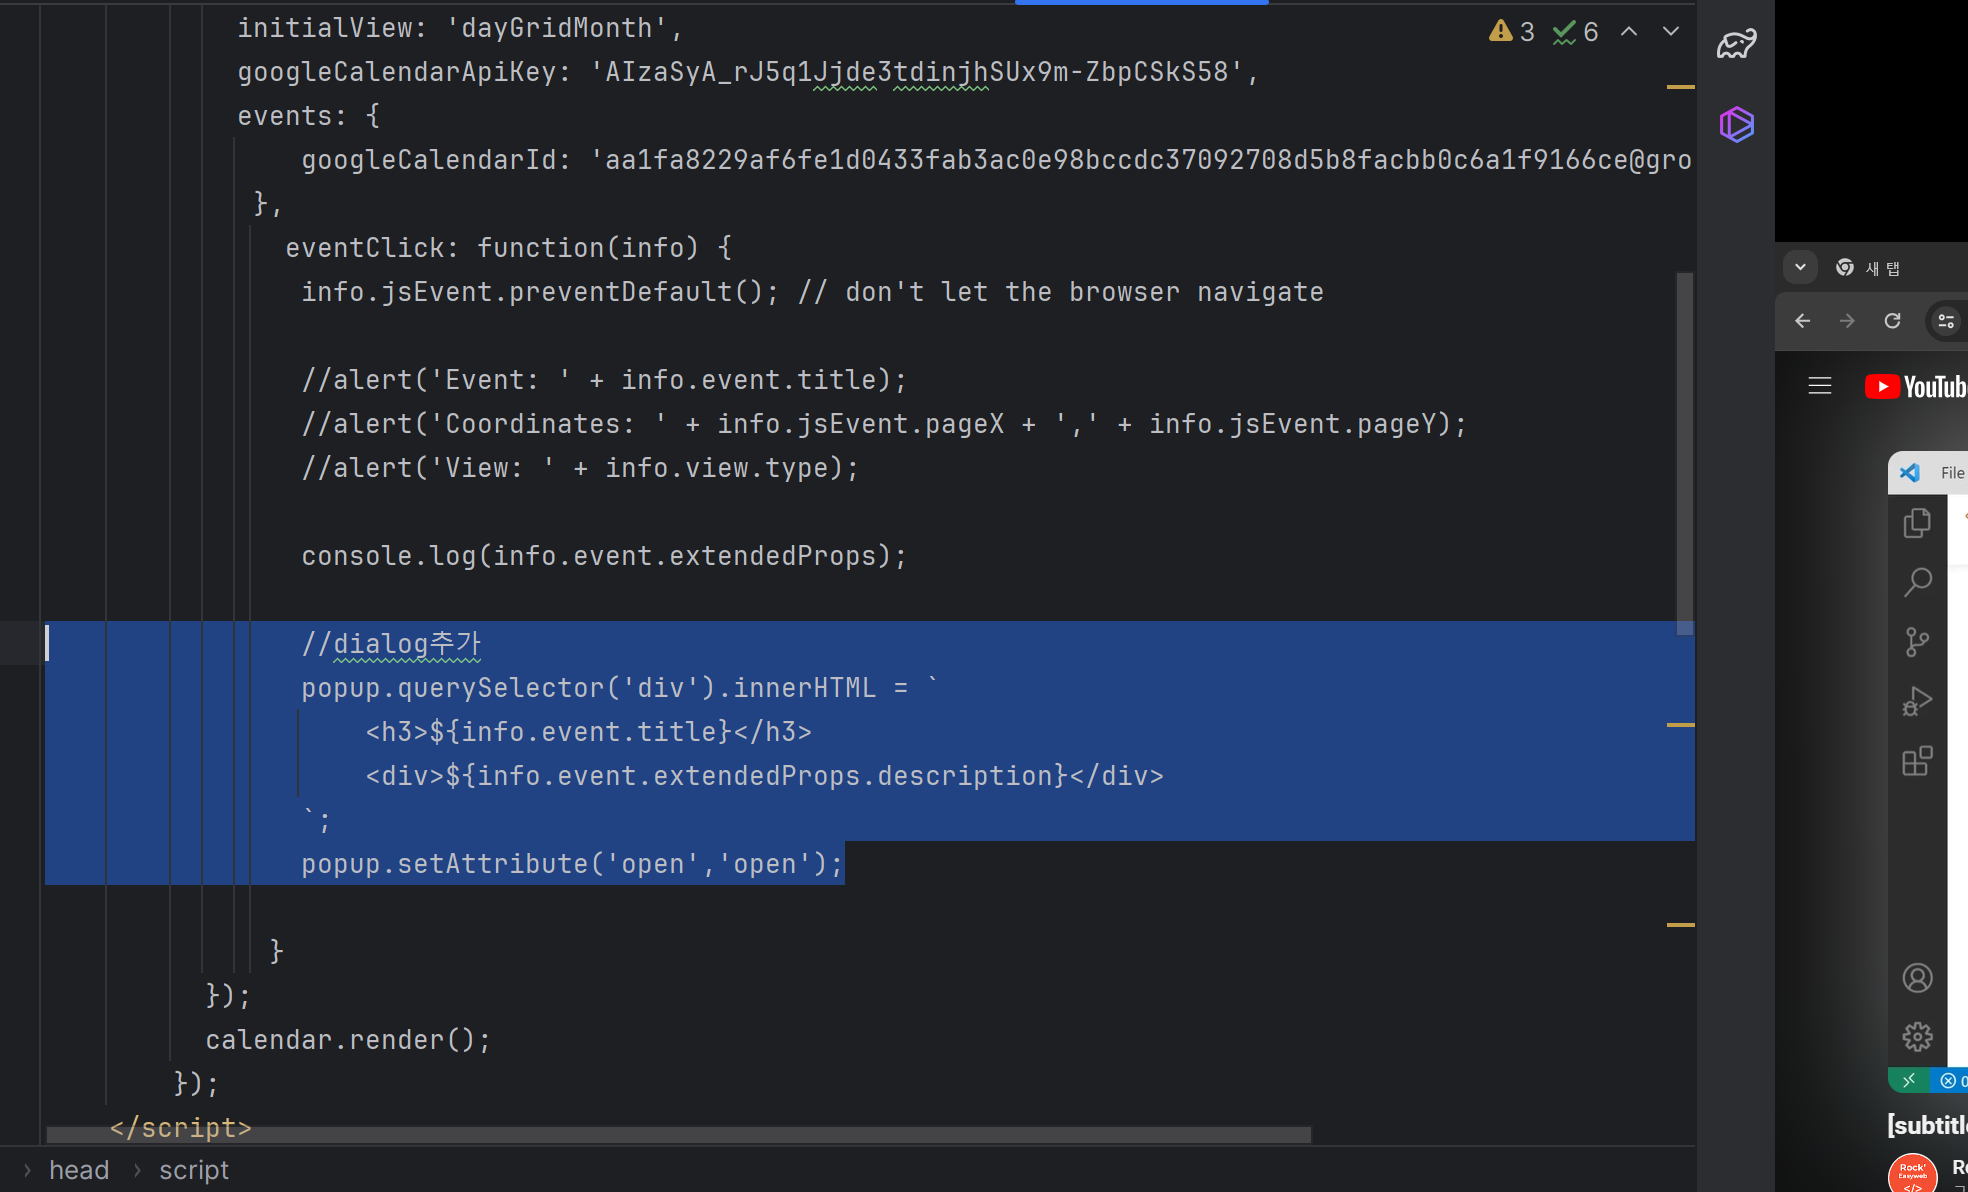 initialView: 'dayGridMonth',
3 6
googleCalendarApiKey: 'AIzaSyA_rJ5q1Jjde3tdinjhSUx9m-ZbpCSkS58',
events: {
googleCalendarId: 'aa1fa8229af6fe1d0433fab3ac0e98bccdc37092708d5b8facbb0c6a1f9166ce@gro
},
eventClick: function(info) {
info.jsEvent.preventDefault(); // don't let the browser navigate
//alert('Event: ' + info.event.title);
//alert('Coordinates: ' + info.jsEvent.pageX + ',' + info.jsEvent.pageY);
//alert('View: ' + info.view.type);
console.log(info.event.extendedProps);
//dialog추가
popup.querySelector('div').innerHTML = `
<h3>${info.event.title}</h3>
<div>${info.event.extendedProps.description}</div>
`;
popup.setAttribute('open','open');
}
});
calendar.render();
});
</script>
› head › script
새 탭
YouTub
File
0
[subtitl
Rock'
Easyweb
</>